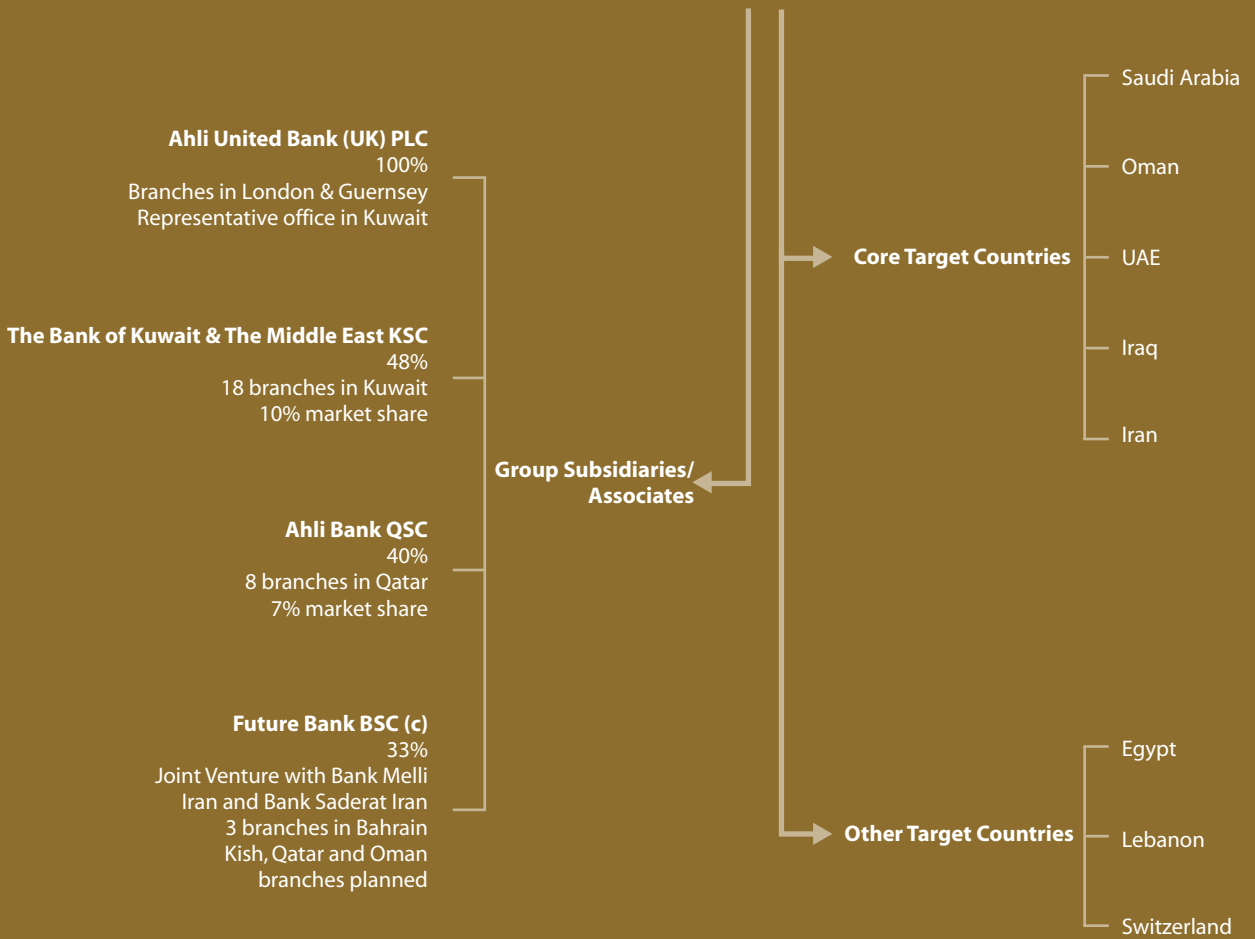 Ahli United Bank (UK) PLC
100%
Branches in London & Guernsey
Representative office in Kuwait
The Bank of Kuwait & The Middle East KSC
48%
18 branches in Kuwait
10% market share
Ahli Bank QSC
40%
8 branches in Qatar
7% market share
Future Bank BSC (c)
33%
Joint Venture with Bank Melli
Iran and Bank Saderat Iran
3 branches in Bahrain
Kish, Qatar and Oman
branches planned
Group Subsidiaries/
Associates
Core Target Countries
Saudi Arabia
Oman
UAE
Iraq
Iran
Other Target Countries
Egypt
Lebanon
Switzerland